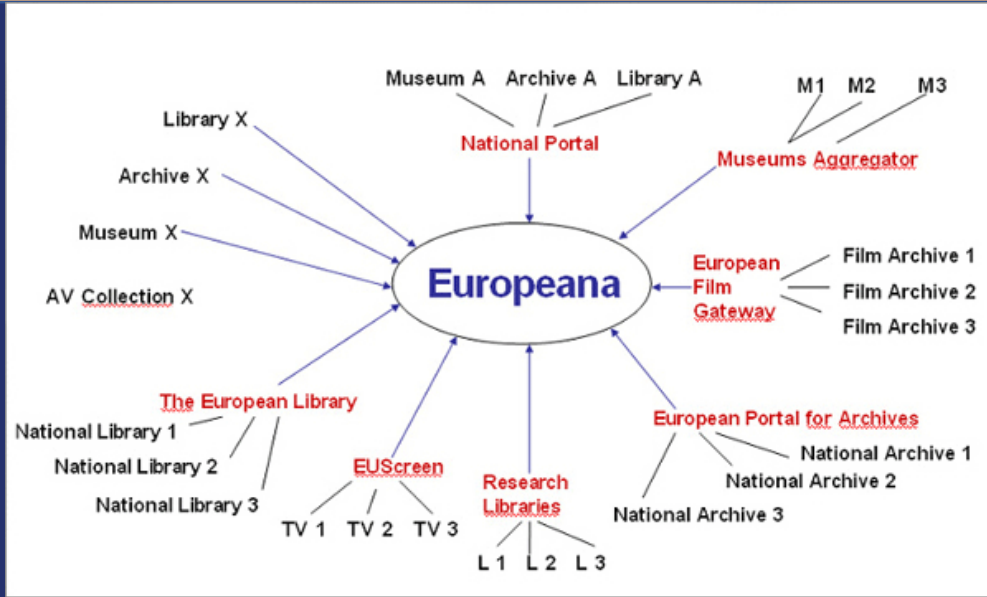 Museum A Archive A Library A
National Portal
M1 M2 M3
Museums Aggregator
Library X
Archive X
Museum X
AV Collection X
Europeana
European
Film
Gateway
Film Archive 1
Film Archive 2
Film Archive 3
The European Library
National Library 1
National Library 2
National Library 3
EUScreen
TV 1 TV 2 TV 3
Research
Libraries
L 1 L 2 L 3
European Portal for Archives
National Archive 1
National Archive 2
National Archive 3